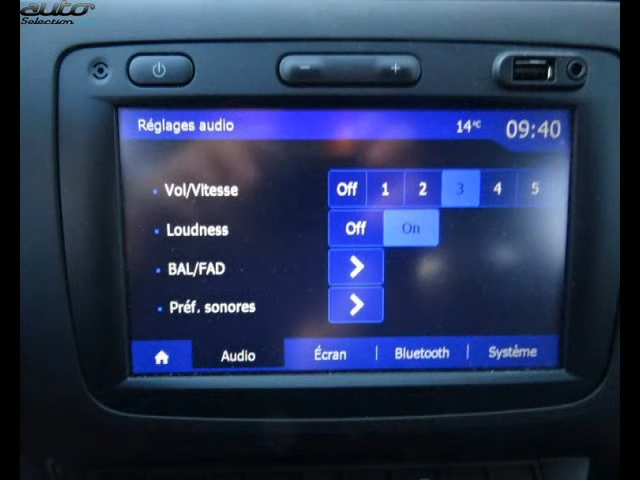 auto
Selection
- +
Réglages audio 14°C 09:40
• Vol/Vitesse Off 1 2 3 4 5
• Loudness Off On
• BAL/FAD
• Préf. sonores
Audio Écran | Bluetooth | Système